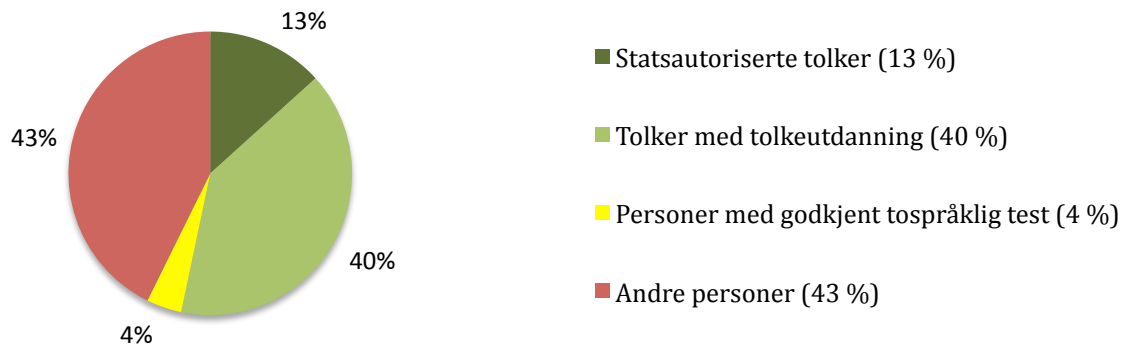 13%
43%
40%
4%
Statsautoriserte tolker (13 %)
Tolker med tolkeutdanning (40 %)
Personer med godkjent tospråklig test (4 %)
Andre personer (43 %)